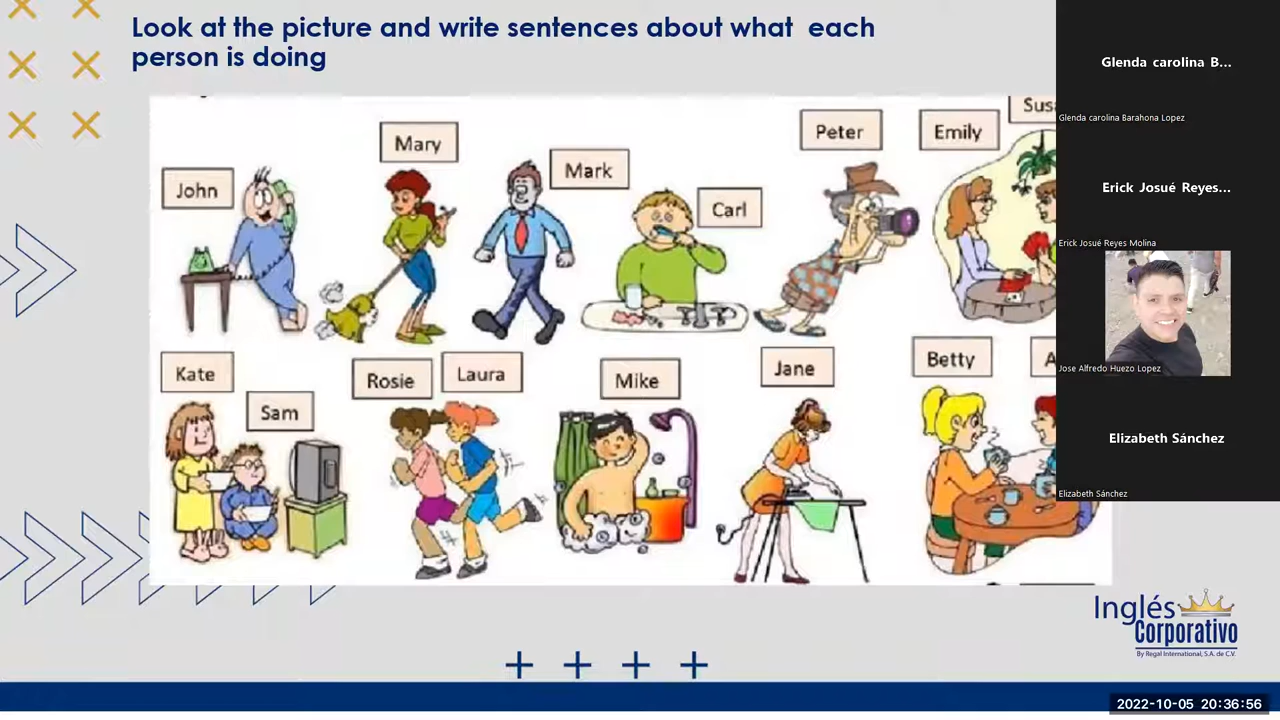 Look at the picture and write sentences about what each
person is doing
John
Mary
Mark
Carl
Peter
Emily
Kate
Sam
Rosie
Laura
Mike
Jane
Betty
Glenda carolina B...
Glenda carolina Barahona Lopez
Erick Josué Reyes...
Erick Josué Reyes Molina
Jose Alfredo Huezo Lopez
Elizabeth Sánchez
Elizabeth Sánchez
Inglés
Corporativo
By Regal International, S.A. de C.V.
2022-10-05 20:36:56